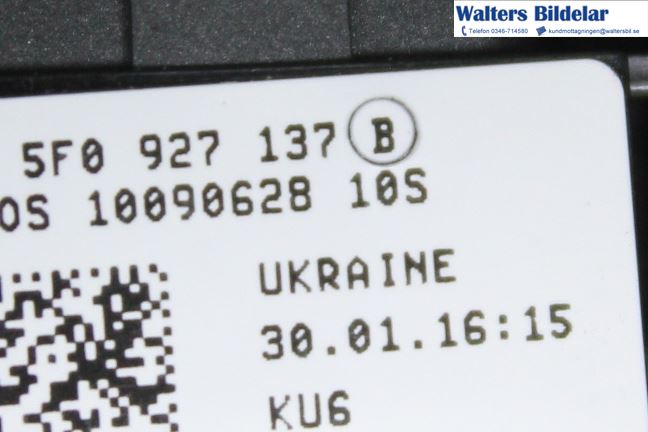 Walters Bildelar
Telefon 0346-714580 kundmottagningen@waltersbil.se
5F0 927 137 B
OS 10090628 10S
UKRAINE
30.01.16:15
KU6